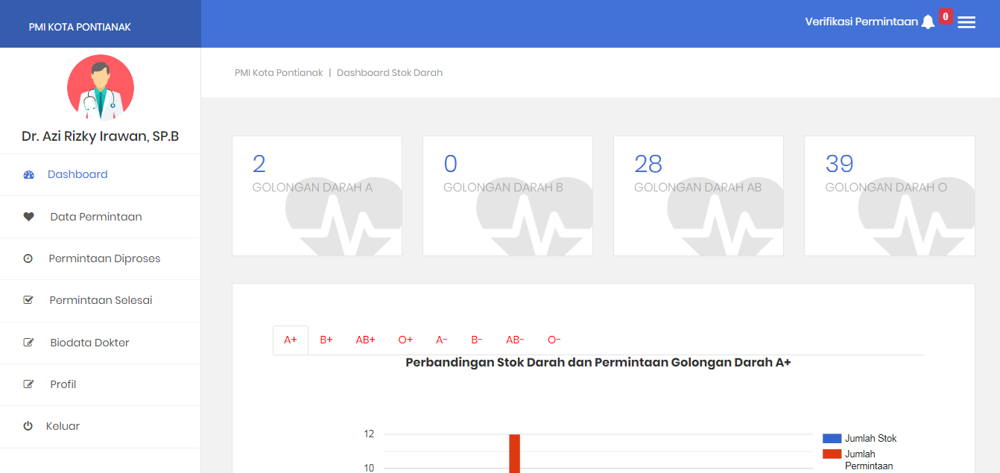 PMI KOTA PONTIANAK
Verifikasi Permintaan 0
Dr. Azi Rizky Irawan, SP.B
Dashboard
Data Permintaan
Permintaan Diproses
Permintaan Selesai
Biodata Dokter
Profil
Keluar
PMI Kota Pontianak | Dashboard Stok Darah
2
GOLONGAN DARAH A
0
GOLONGAN DARAH B
28
GOLONGAN DARAH AB
39
GOLONGAN DARAH O
A+ B+ AB+ O+ A- B- AB- O-
Perbandingan Stok Darah dan Permintaan Golongan Darah A+
12
10
Jumlah Stok
Jumlah
Permintaan